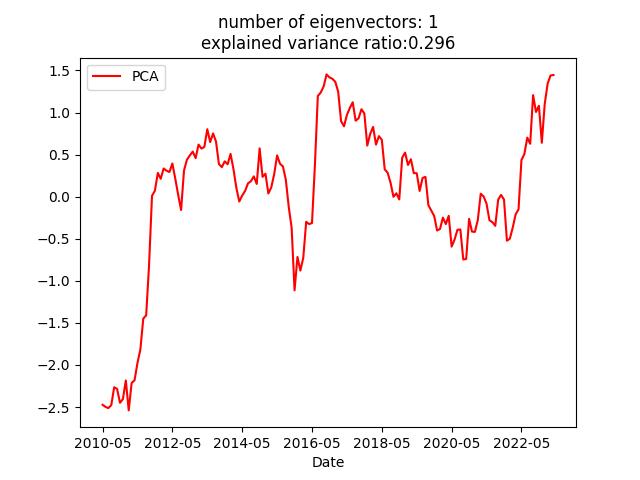 number of eigenvectors: 1
explained variance ratio:0.296
PCA
1.5
1.0
0.5
0.0
−0.5
−1.0
−1.5
−2.0
−2.5
2010-05 2012-05 2014-05 2016-05 2018-05 2020-05 2022-05
Date